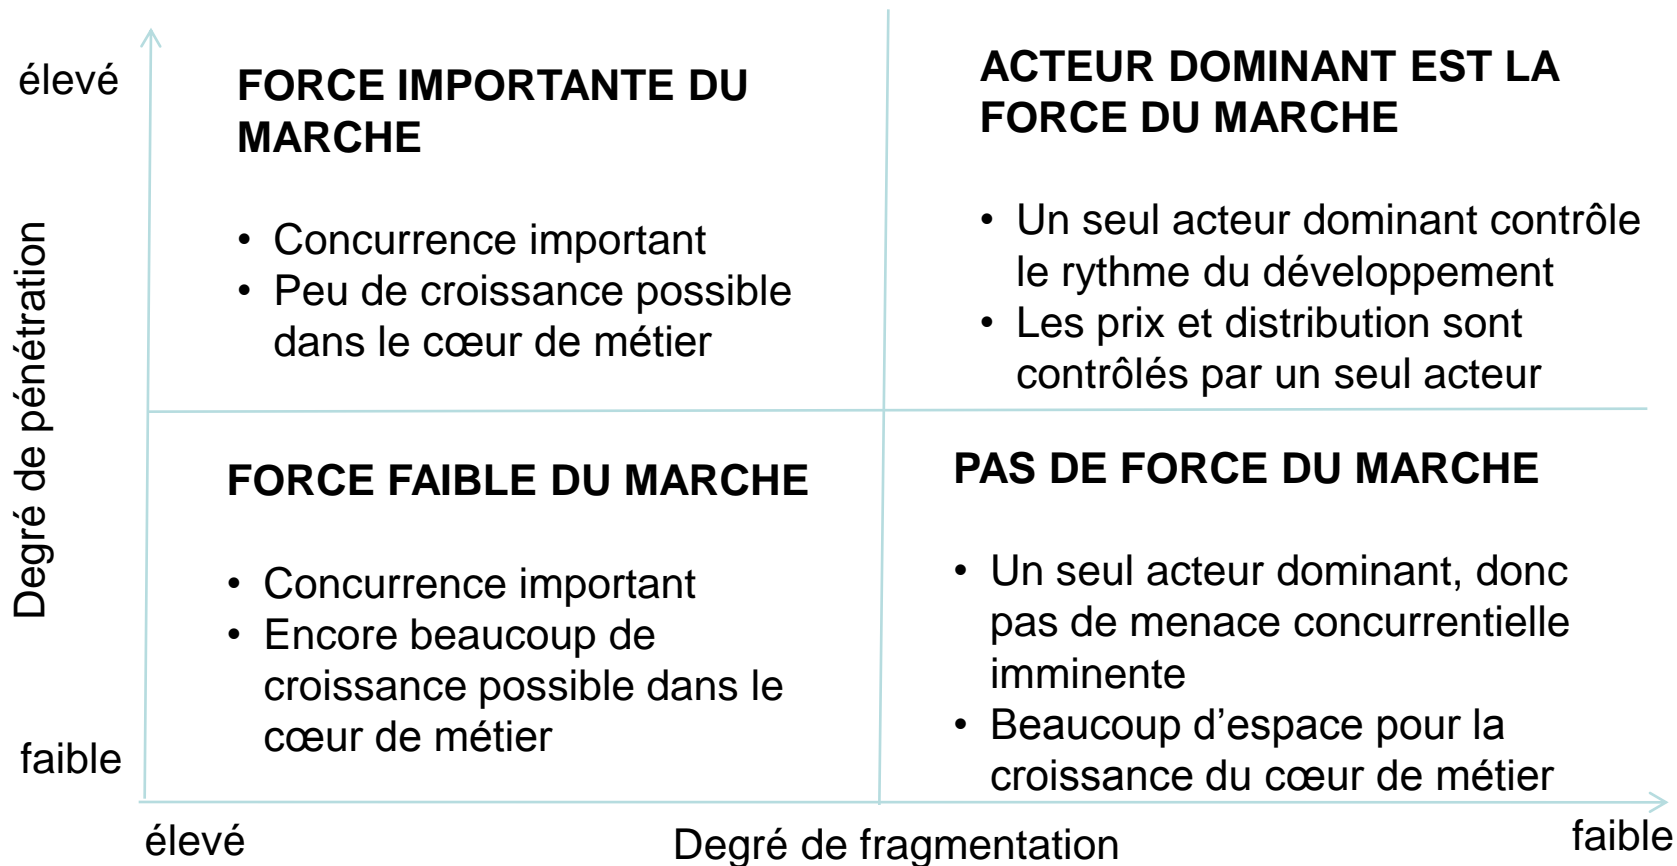 élevé
Degré de pénétration
faible
FORCE IMPORTANTE DU
MARCHE
• Concurrence important
• Peu de croissance possible
dans le cœur de métier
ACTEUR DOMINANT EST LA
FORCE DU MARCHE
• Un seul acteur dominant contrôle
le rythme du développement
• Les prix et distribution sont
contrôlés par un seul acteur
FORCE FAIBLE DU MARCHE
• Concurrence important
• Encore beaucoup de
croissance possible dans le
cœur de métier
PAS DE FORCE DU MARCHE
• Un seul acteur dominant, donc
pas de menace concurrentielle
imminente
• Beaucoup d’espace pour la
croissance du cœur de métier
élevé
Degré de fragmentation
faible